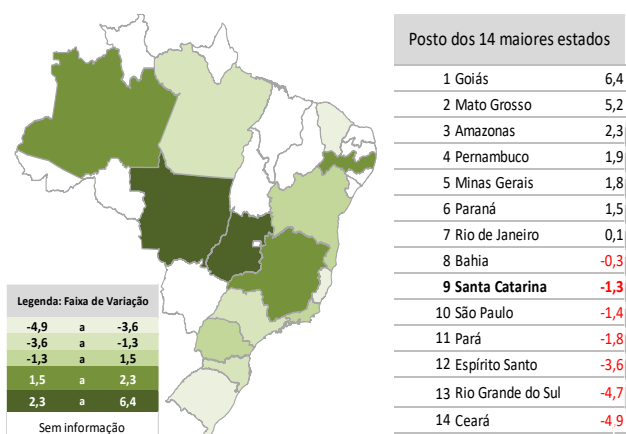 Posto dos 14 maiores estados
1 Goiás 6,4
2 Mato Grosso 5,2
3 Amazonas 2,3
4 Pernambuco 1,9
5 Minas Gerais 1,8
6 Paraná 1,5
7 Rio de Janeiro 0,1
8 Bahia -0,3
9 Santa Catarina -1,3
10 São Paulo -1,4
11 Pará -1,8
12 Espírito Santo -3,6
13 Rio Grande do Sul -4,7
14 Ceará -4,9
Legenda: Faixa de Variação
-4,9 a -3,6
-3,6 a -1,3
-1,3 a 1,5
1,5 a 2,3
2,3 a 6,4
Sem informação